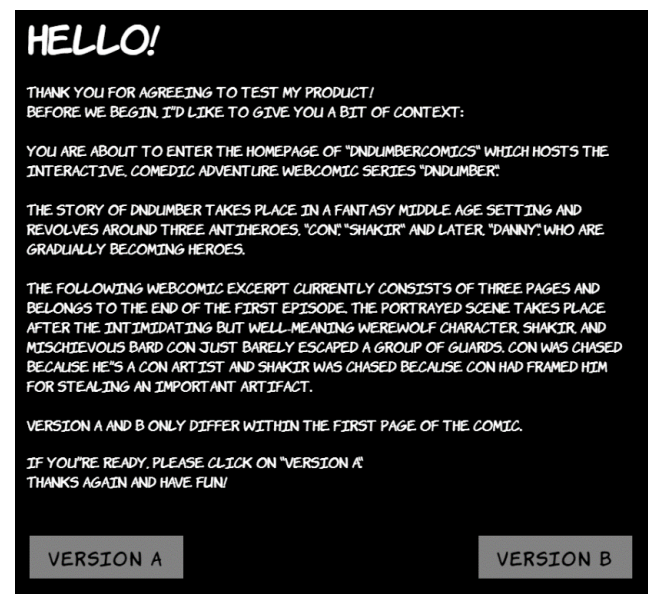 HELLO!
THANK YOU FOR AGREEING TO TEST MY PRODUCT!
BEFORE WE BEGIN, I"D LIKE TO GIVE YOU A BIT OF CONTEXT:
YOU ARE ABOUT TO ENTER THE HOMEPAGE OF "DNDUMBERCOMICS" WHICH HOSTS THE
INTERACTIVE, COMEDIC ADVENTURE WEBCOMIC SERIES "DNDUMBER".
THE STORY OF DNDUMBER TAKES PLACE IN A FANTASY MIDDLE AGE SETTING AND
REVOLVES AROUND THREE ANTIHEROES, "CON", "SHAKIR" AND LATER, "DANNY", WHO ARE
GRADUALLY BECOMING HEROES.
THE FOLLOWING WEBCOMIC EXCERPT CURRENTLY CONSISTS OF THREE PAGES AND
BELONGS TO THE END OF THE FIRST EPISODE. THE PORTRAYED SCENE TAKES PLACE
AFTER THE INTIMIDATING BUT WELL-MEANING WEREWOLF CHARACTER, SHAKIR, AND
MISCHIEVOUS BARD CON JUST BARELY ESCAPED A GROUP OF GUARDS. CON WAS CHASED
BECAUSE HE"S A CON ARTIST AND SHAKIR WAS CHASED BECAUSE CON HAD FRAMED HIM
FOR STEALING AN IMPORTANT ARTIFACT.
VERSION A AND B ONLY DIFFER WITHIN THE FIRST PAGE OF THE COMIC.
IF YOU"RE READY, PLEASE CLICK ON "VERSION A".
THANKS AGAIN AND HAVE FUN!
VERSION A
VERSION B